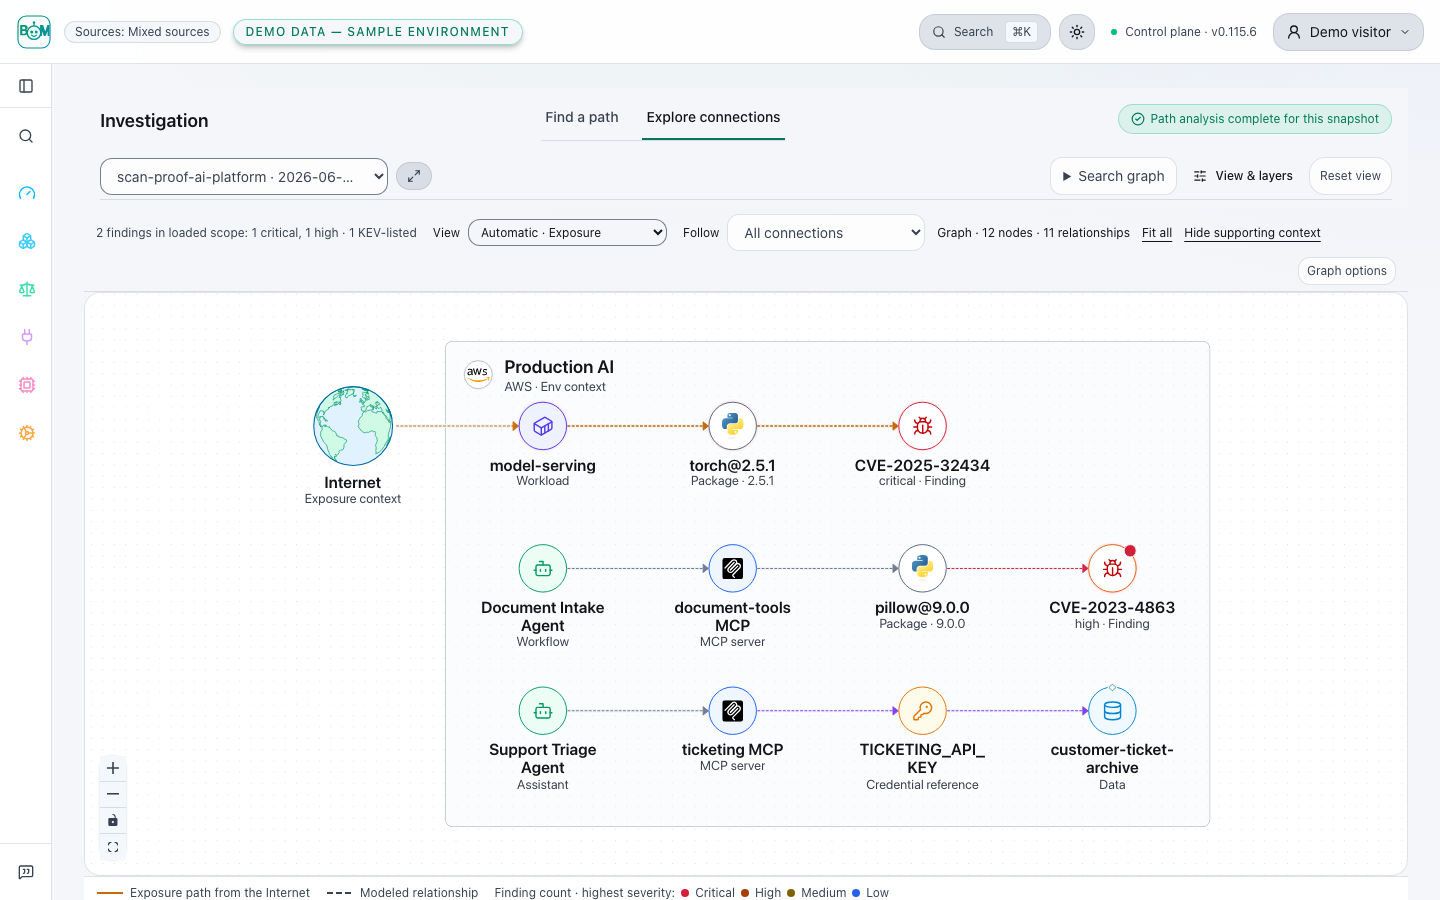 BOM
Sources: Mixed sources
DEMO DATA — SAMPLE ENVIRONMENT
Search ⌘K
Control plane · v0.115.6
Demo visitor
Investigation
Find a path
Explore connections
Path analysis complete for this snapshot
scan-proof-ai-platform · 2026-06-...
Search graph
View & layers
Reset view
2 findings in loaded scope: 1 critical, 1 high · 1 KEV-listed
View
Automatic · Exposure
Follow
All connections
Graph · 12 nodes · 11 relationships
Fit all
Hide supporting context
Graph options
aws
Production AI
AWS · Env context
Internet
Exposure context
model-serving
Workload
torch@2.5.1
Package · 2.5.1
CVE-2025-32434
critical · Finding
Document Intake
Agent
Workflow
document-tools
MCP
MCP server
pillow@9.0.0
Package · 9.0.0
CVE-2023-4863
high · Finding
Support Triage
Agent
Assistant
ticketing MCP
MCP server
TICKETING_API_
KEY
Credential reference
customer-ticket-
archive
Data
Exposure path from the Internet
Modeled relationship
Finding count · highest severity:
Critical
High
Medium
Low